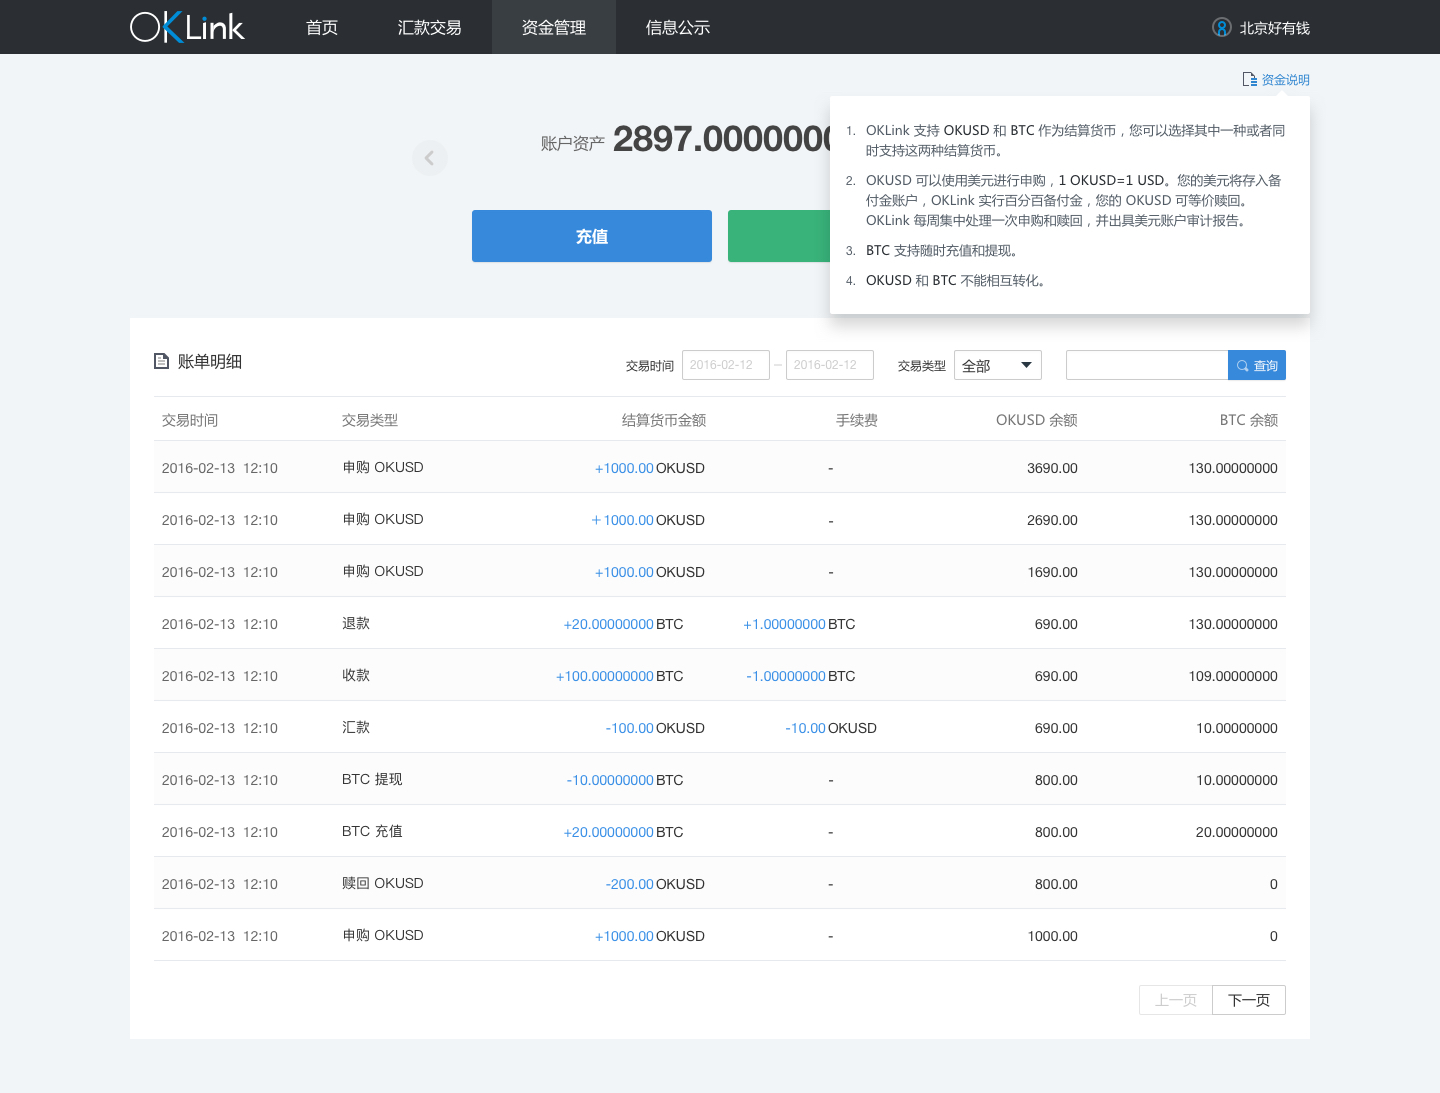 OKLink 首页 汇款交易 资金管理 信息公示 北京好有钱
资金说明
账户资产 2897.0000000
充值
1. OKLink 支持 OKUSD 和 BTC 作为结算货币，您可以选择其中一种或者同
时支持这两种结算货币。
2. OKUSD 可以使用美元进行申购，1 OKUSD=1 USD。您的美元将存入备
付金账户，OKLink 实行百分百备付金，您的 OKUSD 可等价赎回。
OKLink 每周集中处理一次申购和赎回，并出具美元账户审计报告。
3. BTC 支持随时充值和提现。
4. OKUSD 和 BTC 不能相互转化。
账单明细 交易时间 2016-02-12 – 2016-02-12 交易类型 全部 查询
交易时间 交易类型 结算货币金额 手续费 OKUSD 余额 BTC 余额
2016-02-13 12:10 申购 OKUSD +1000.00 OKUSD - 3690.00 130.00000000
2016-02-13 12:10 申购 OKUSD ＋1000.00 OKUSD - 2690.00 130.00000000
2016-02-13 12:10 申购 OKUSD +1000.00 OKUSD - 1690.00 130.00000000
2016-02-13 12:10 退款 +20.00000000 BTC +1.00000000 BTC 690.00 130.00000000
2016-02-13 12:10 收款 +100.00000000 BTC -1.00000000 BTC 690.00 109.00000000
2016-02-13 12:10 汇款 -100.00 OKUSD -10.00 OKUSD 690.00 10.00000000
2016-02-13 12:10 BTC 提现 -10.00000000 BTC - 800.00 10.00000000
2016-02-13 12:10 BTC 充值 +20.00000000 BTC - 800.00 20.00000000
2016-02-13 12:10 赎回 OKUSD -200.00 OKUSD - 800.00 0
2016-02-13 12:10 申购 OKUSD +1000.00 OKUSD - 1000.00 0
上一页 下一页